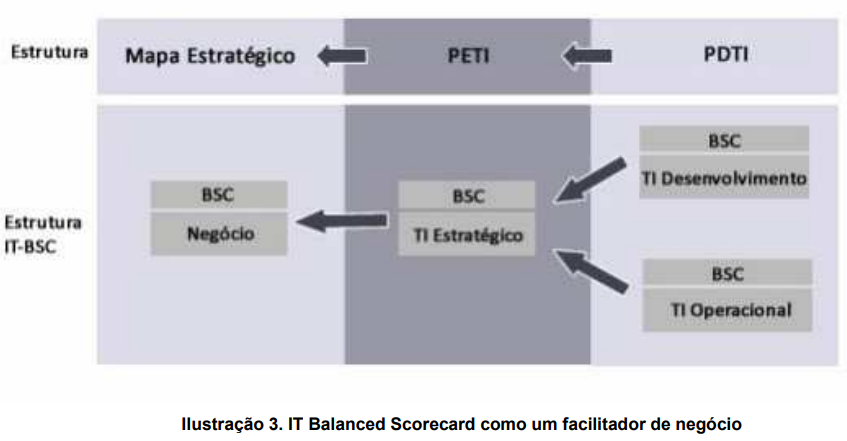 Estrutura
Mapa Estratégico
PETI
PDTI
Estrutura
IT-BSC
BSC
Negócio
BSC
TI Estratégico
BSC
TI Desenvolvimento
BSC
TI Operacional
Ilustração 3. IT Balanced Scorecard como um facilitador de negócio